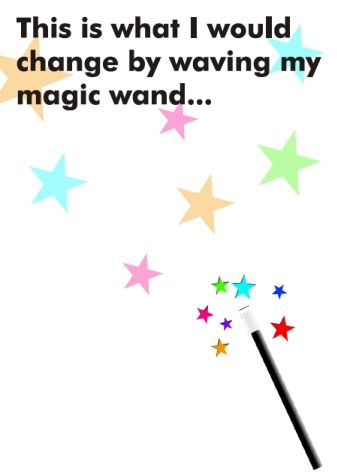 This is what I would
change by waving my
magic wand...